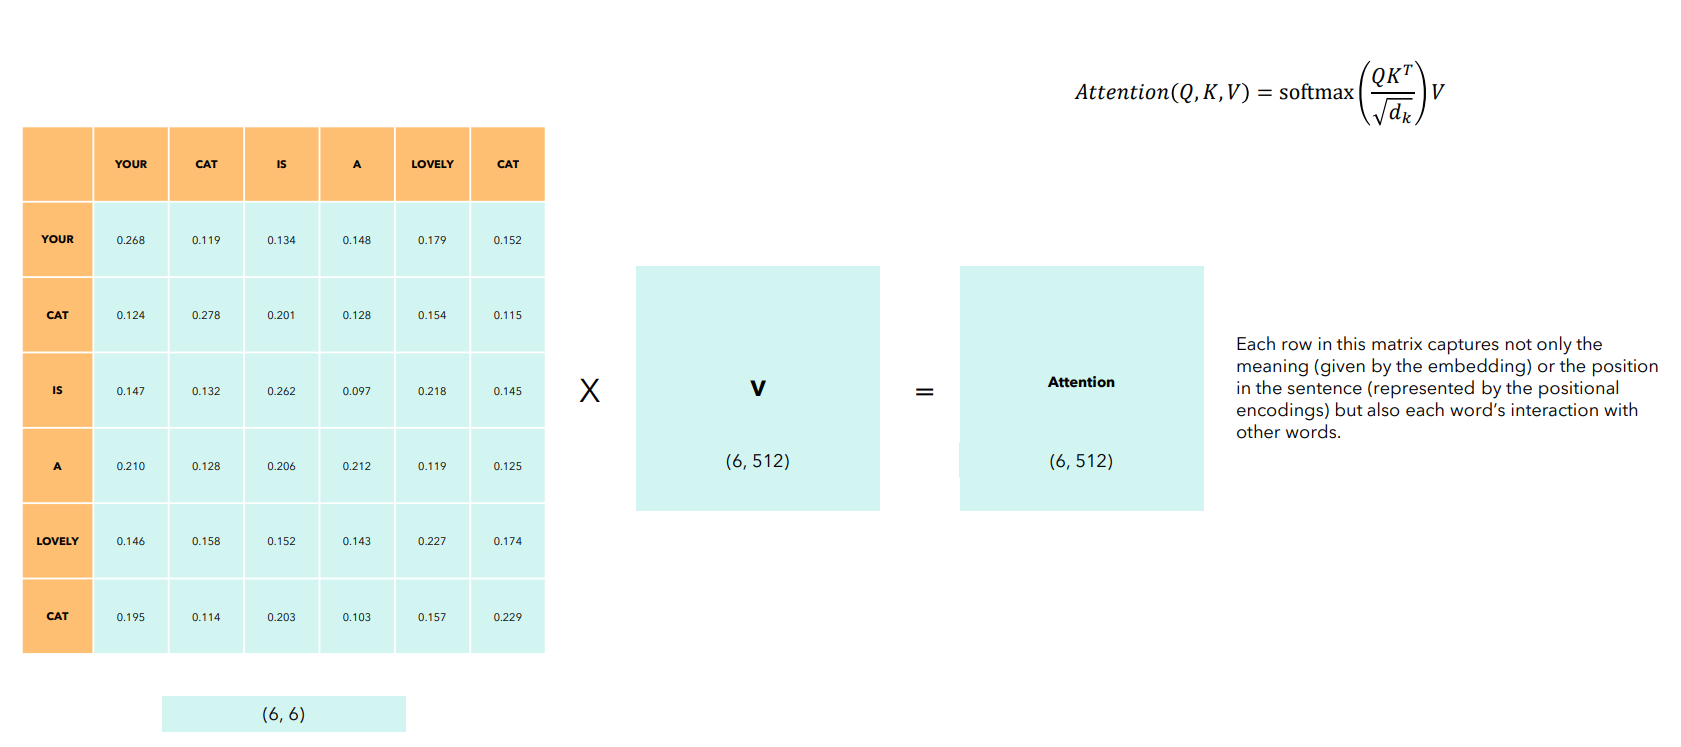 Attention(Q, K, V) = softmax(QK^T / √d_k) V
YOUR CAT IS A LOVELY CAT
YOUR 0.268 0.119 0.134 0.148 0.179 0.152
CAT 0.124 0.278 0.201 0.128 0.154 0.115
IS 0.147 0.132 0.262 0.097 0.218 0.145
A 0.210 0.128 0.206 0.212 0.119 0.125
LOVELY 0.146 0.158 0.152 0.143 0.227 0.174
CAT 0.195 0.114 0.203 0.103 0.157 0.229
(6, 6)
X
V
(6, 512)
=
Attention
(6, 512)
Each row in this matrix captures not only the
meaning (given by the embedding) or the position
in the sentence (represented by the positional
encodings) but also each word’s interaction with
other words.